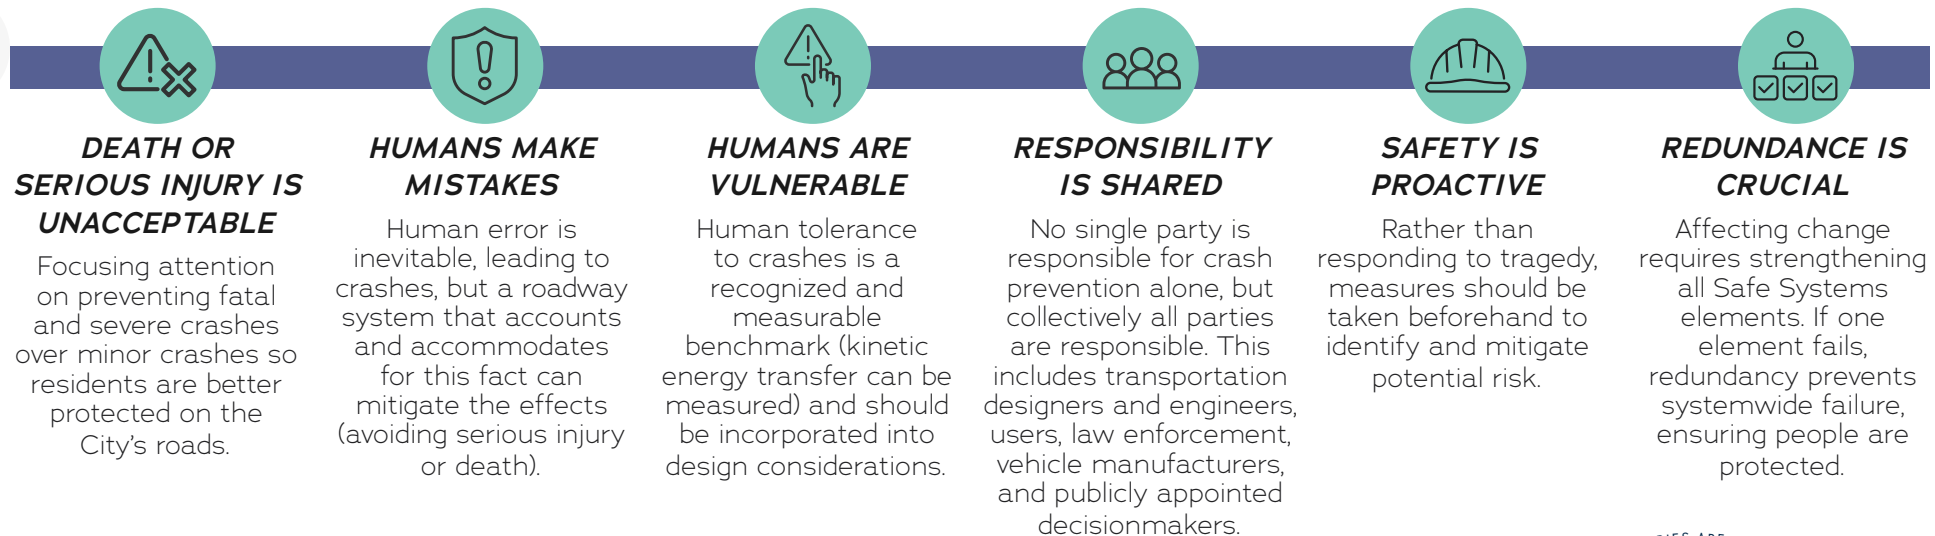 DEATH OR
SERIOUS INJURY IS
UNACCEPTABLE
Focusing attention
on preventing fatal
and severe crashes
over minor crashes so
residents are better
protected on the
City's roads.
HUMANS MAKE
MISTAKES
Human error is
inevitable, leading to
crashes, but a roadway
system that accounts
and accommodates
for this fact can
mitigate the effects
(avoiding serious injury
or death).
HUMANS ARE
VULNERABLE
Human tolerance
to crashes is a
recognized and
measurable
benchmark (kinetic
energy transfer can be
measured) and should
be incorporated into
design considerations.
RESPONSIBILITY
IS SHARED
No single party is
responsible for crash
prevention alone, but
collectively all parties
are responsible. This
includes transportation
designers and engineers,
users, law enforcement,
vehicle manufacturers,
and publicly appointed
decisionmakers.
SAFETY IS
PROACTIVE
Rather than
responding to tragedy,
measures should be
taken beforehand to
identify and mitigate
potential risk.
REDUNDANCE IS
CRUCIAL
Affecting change
requires strengthening
all Safe Systems
elements. If one
element fails,
redundancy prevents
systemwide failure,
ensuring people are
protected.